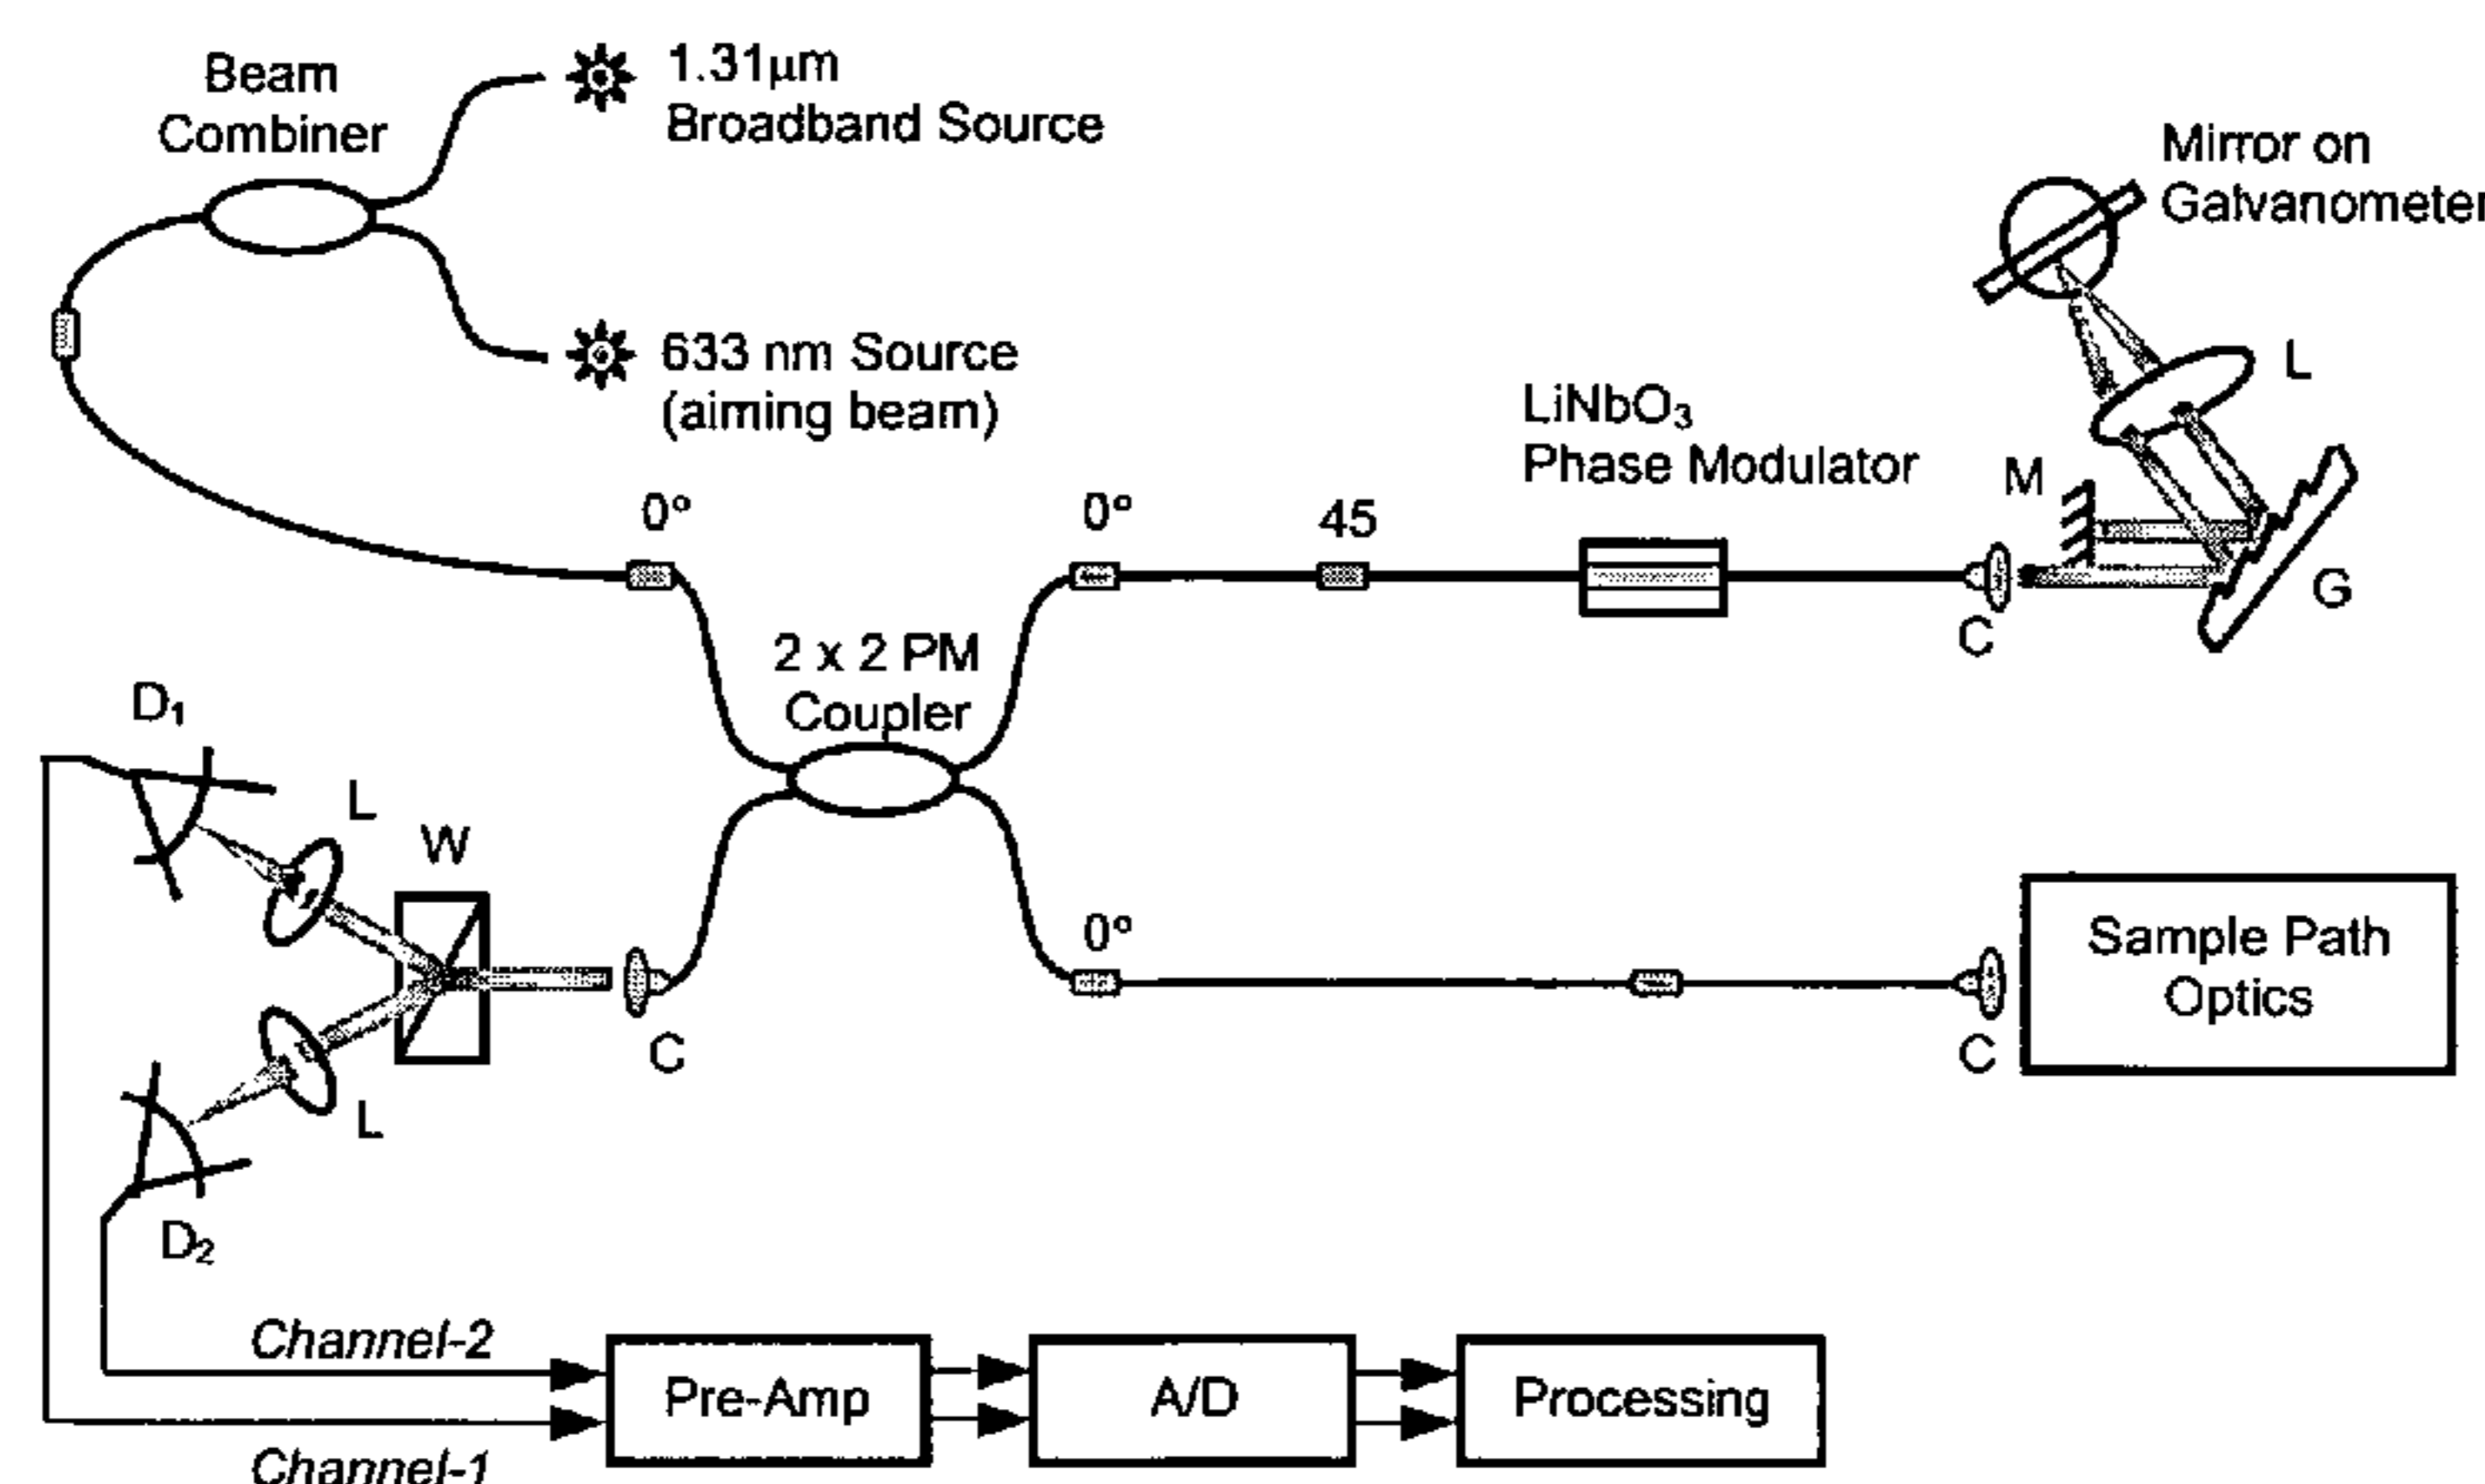 Beam
Combiner
1.31µm
Broadband Source
633 nm Source
(aiming beam)
Mirror on
Galvanometer
L
LiNbO₃
Phase Modulator
M
G
C
0°
0°
45
2 x 2 PM
Coupler
D₁
L
W
C
L
D₂
0°
C
Sample Path
Optics
Channel-2
Channel-1
Pre-Amp
A/D
Processing